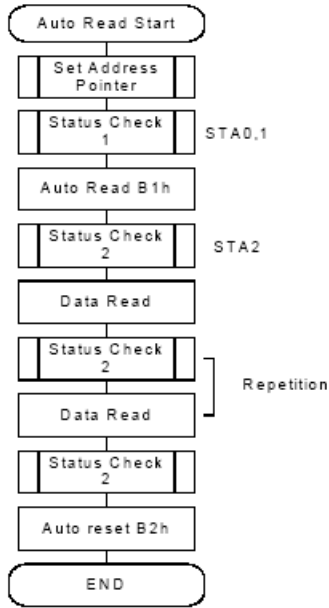 Auto Read Start
Set Address
Pointer
Status Check
1
STA0,1
Auto Read B1h
Status Check
2
STA2
Data Read
Status Check
2
Repetition
Data Read
Status Check
2
Auto reset B2h
END